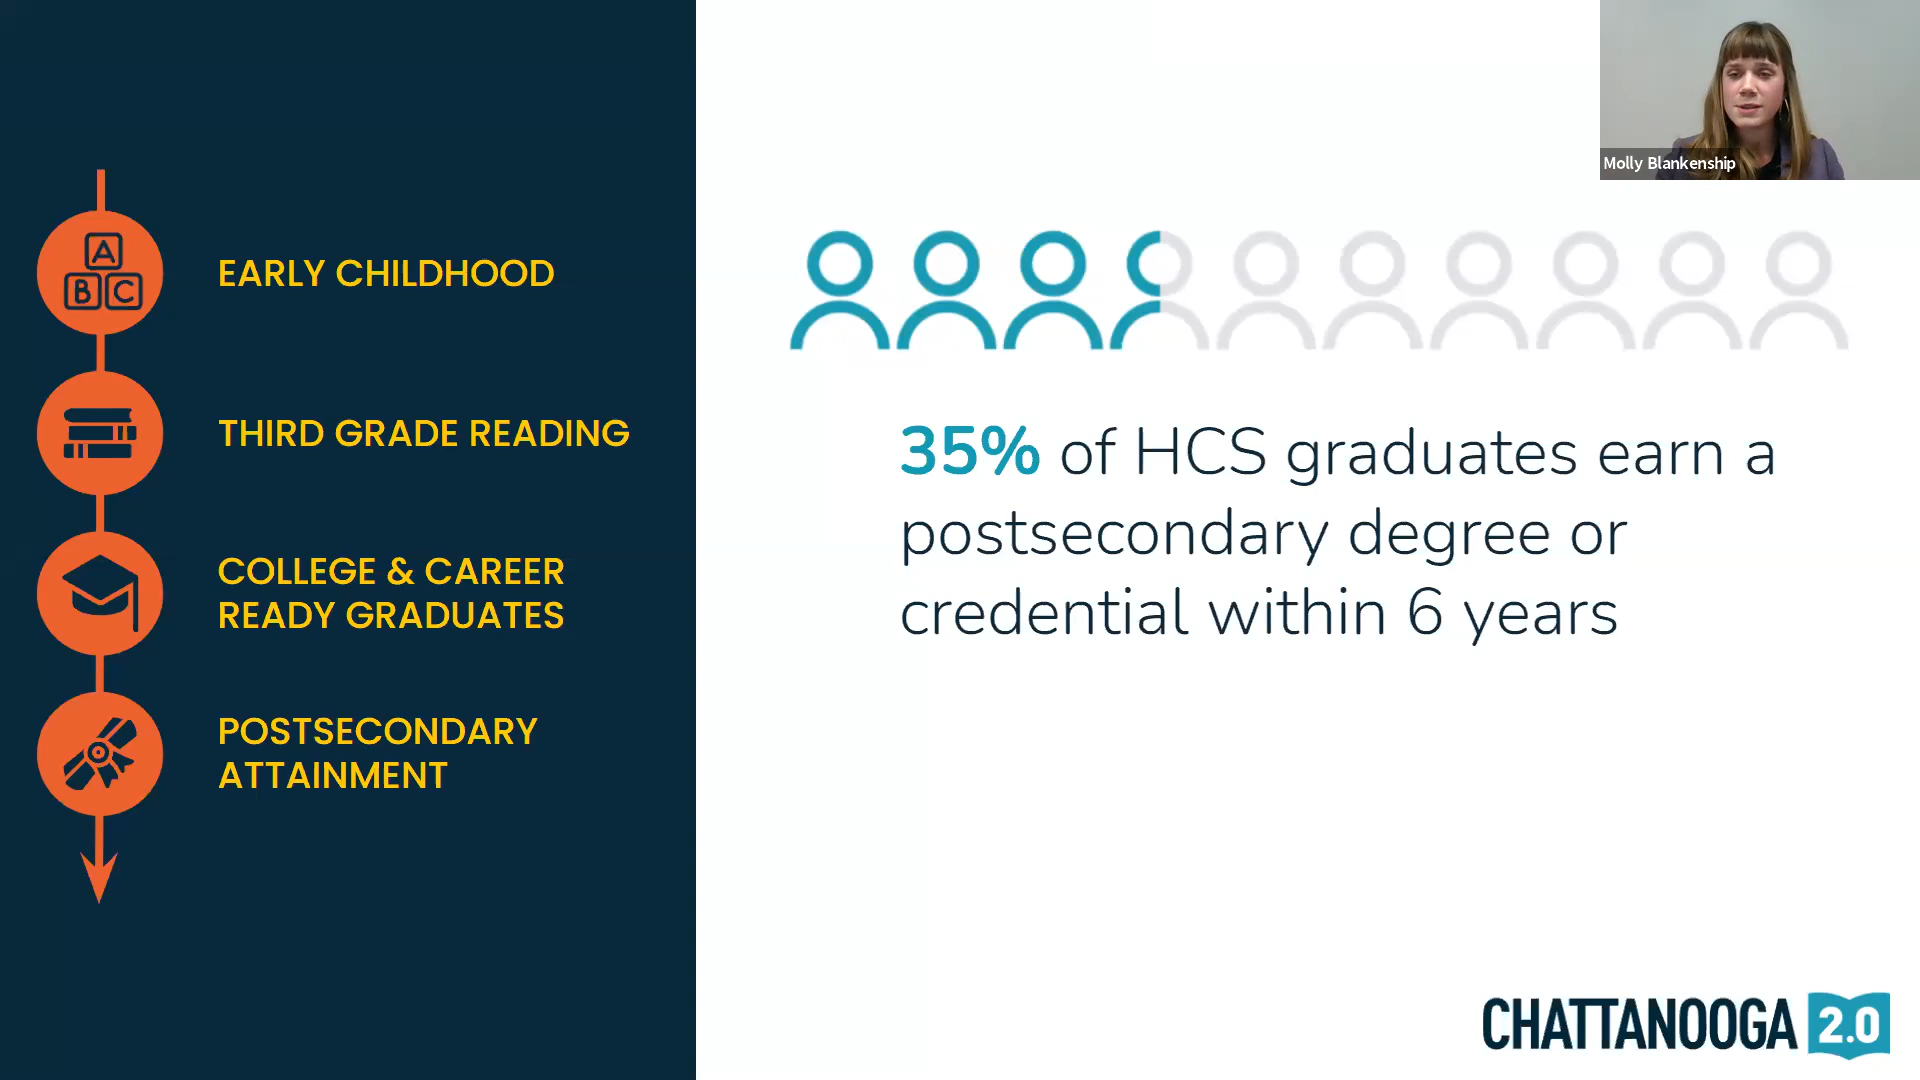 Molly Blankenship
A
B C
EARLY CHILDHOOD
THIRD GRADE READING
COLLEGE & CAREER
READY GRADUATES
POSTSECONDARY
ATTAINMENT
35% of HCS graduates earn a
postsecondary degree or
credential within 6 years
CHATTANOOGA 2.0